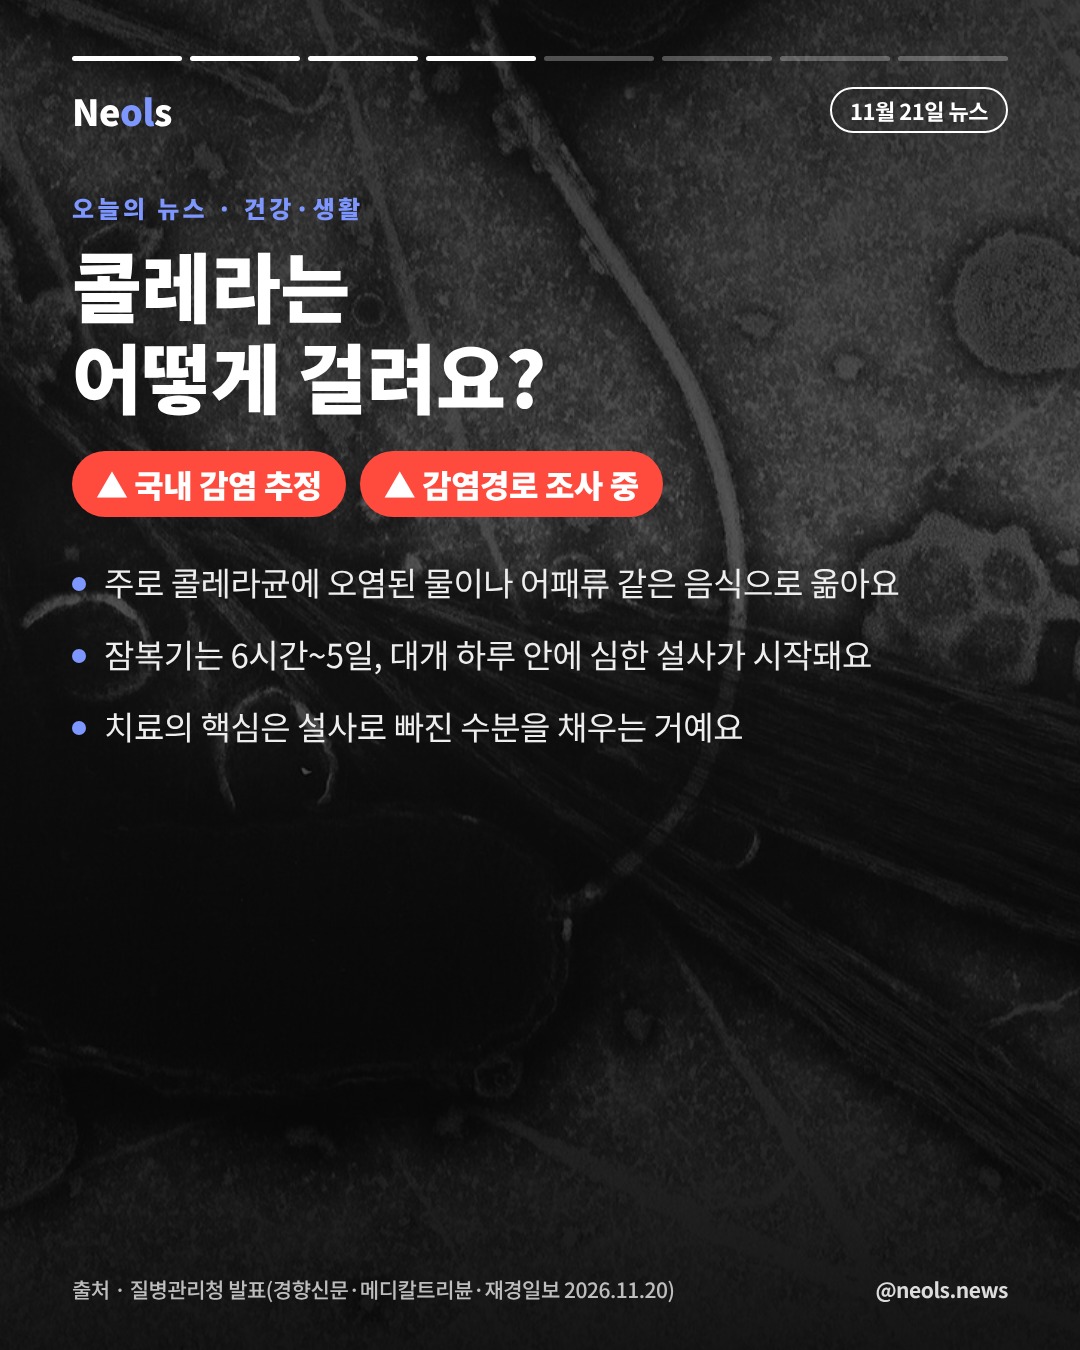 Neols
11월 21일 뉴스
오늘의 뉴스 · 건강·생활
콜레라는
어떻게 걸려요?
▲ 국내 감염 추정
▲ 감염경로 조사 중
주로 콜레라균에 오염된 물이나 어패류 같은 음식으로 옮아요
잠복기는 6시간~5일, 대개 하루 안에 심한 설사가 시작돼요
치료의 핵심은 설사로 빠진 수분을 채우는 거예요
출처 · 질병관리청 발표(경향신문·메디칼트리뷴·재경일보 2026.11.20)
@neols.news